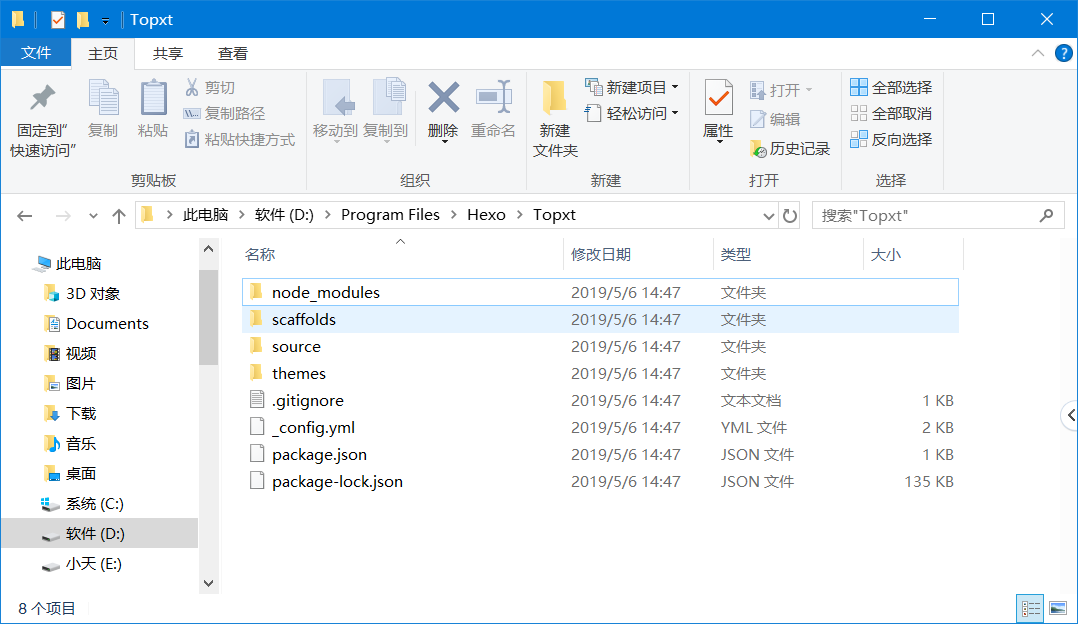 Topxt
文件 主页 共享 查看
固定到"
快速访问"
复制
粘贴
剪切
复制路径
粘贴快捷方式
剪贴板
移动到 复制到
删除 重命名
组织
新建
文件夹
新建项目
轻松访问
新建
属性
打开
编辑
历史记录
打开
全部选择
全部取消
反向选择
选择
此电脑 软件 (D:) Program Files Hexo Topxt
搜索"Topxt"
此电脑
3D 对象
Documents
视频
图片
下载
音乐
桌面
系统 (C:)
软件 (D:)
小天 (E:)
名称 修改日期 类型 大小
node_modules 2019/5/6 14:47 文件夹
scaffolds 2019/5/6 14:47 文件夹
source 2019/5/6 14:47 文件夹
themes 2019/5/6 14:47 文件夹
.gitignore 2019/5/6 14:47 文本文档 1 KB
_config.yml 2019/5/6 14:47 YML 文件 2 KB
package.json 2019/5/6 14:47 JSON 文件 1 KB
package-lock.json 2019/5/6 14:47 JSON 文件 135 KB
8 个项目